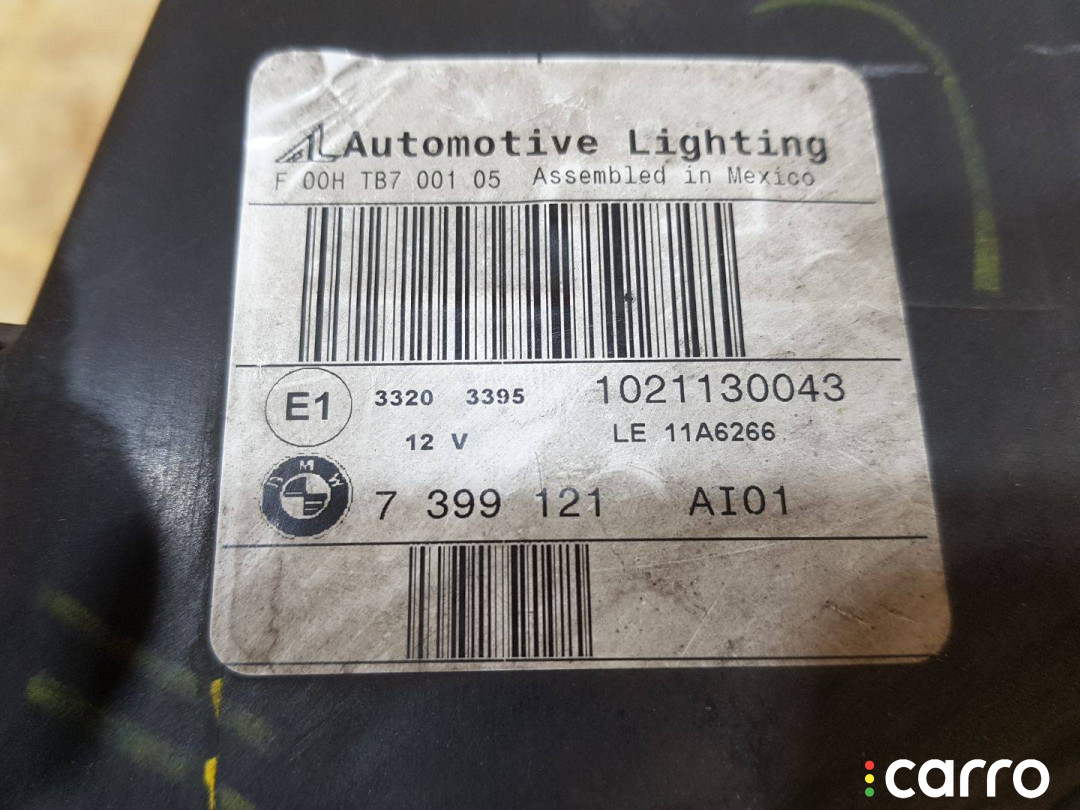 AL Automotive Lighting
F 00H TB7 001 05 Assembled in Mexico
E1 3320 3395 1021130043
12 V LE 11A6266
BMW 7 399 121 AI01
carro